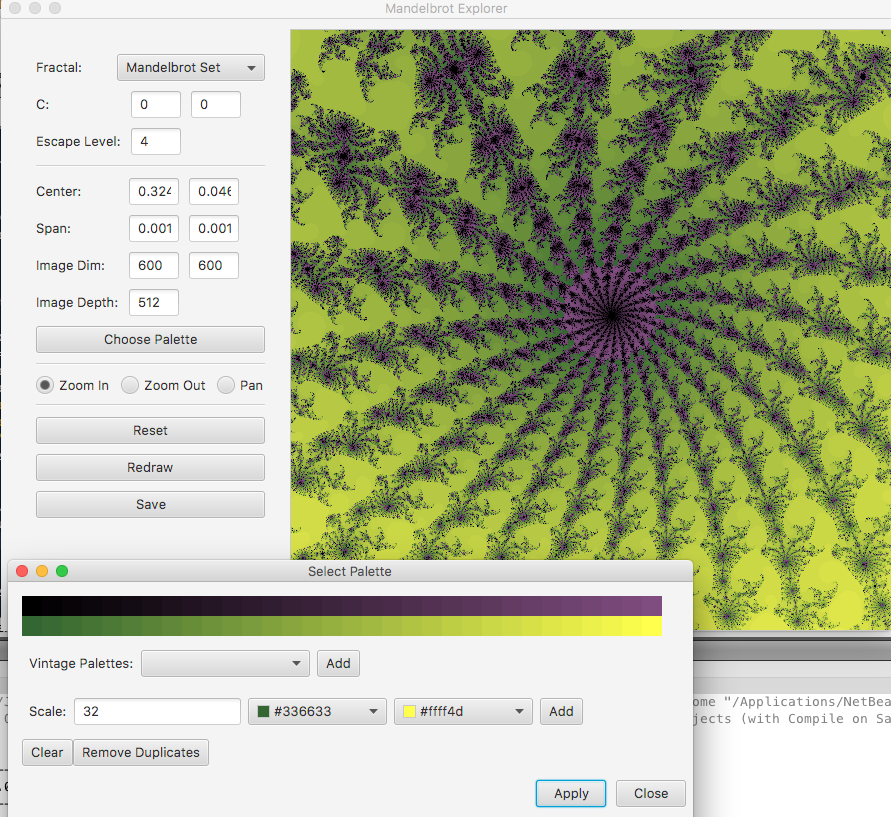 Mandelbrot Explorer
Fractal: Mandelbrot Set
C: 0 0
Escape Level: 4
Center: 0.324 0.046
Span: 0.001 0.001
Image Dim: 600 600
Image Depth: 512
Choose Palette
Zoom In Zoom Out Pan
Reset
Redraw
Save
Select Palette
Vintage Palettes: Add
ome "/Applications/NetBea
Scale: 32 #336633 #ffff4d Add
jects (with Compile on Sa
Clear Remove Duplicates
Apply Close